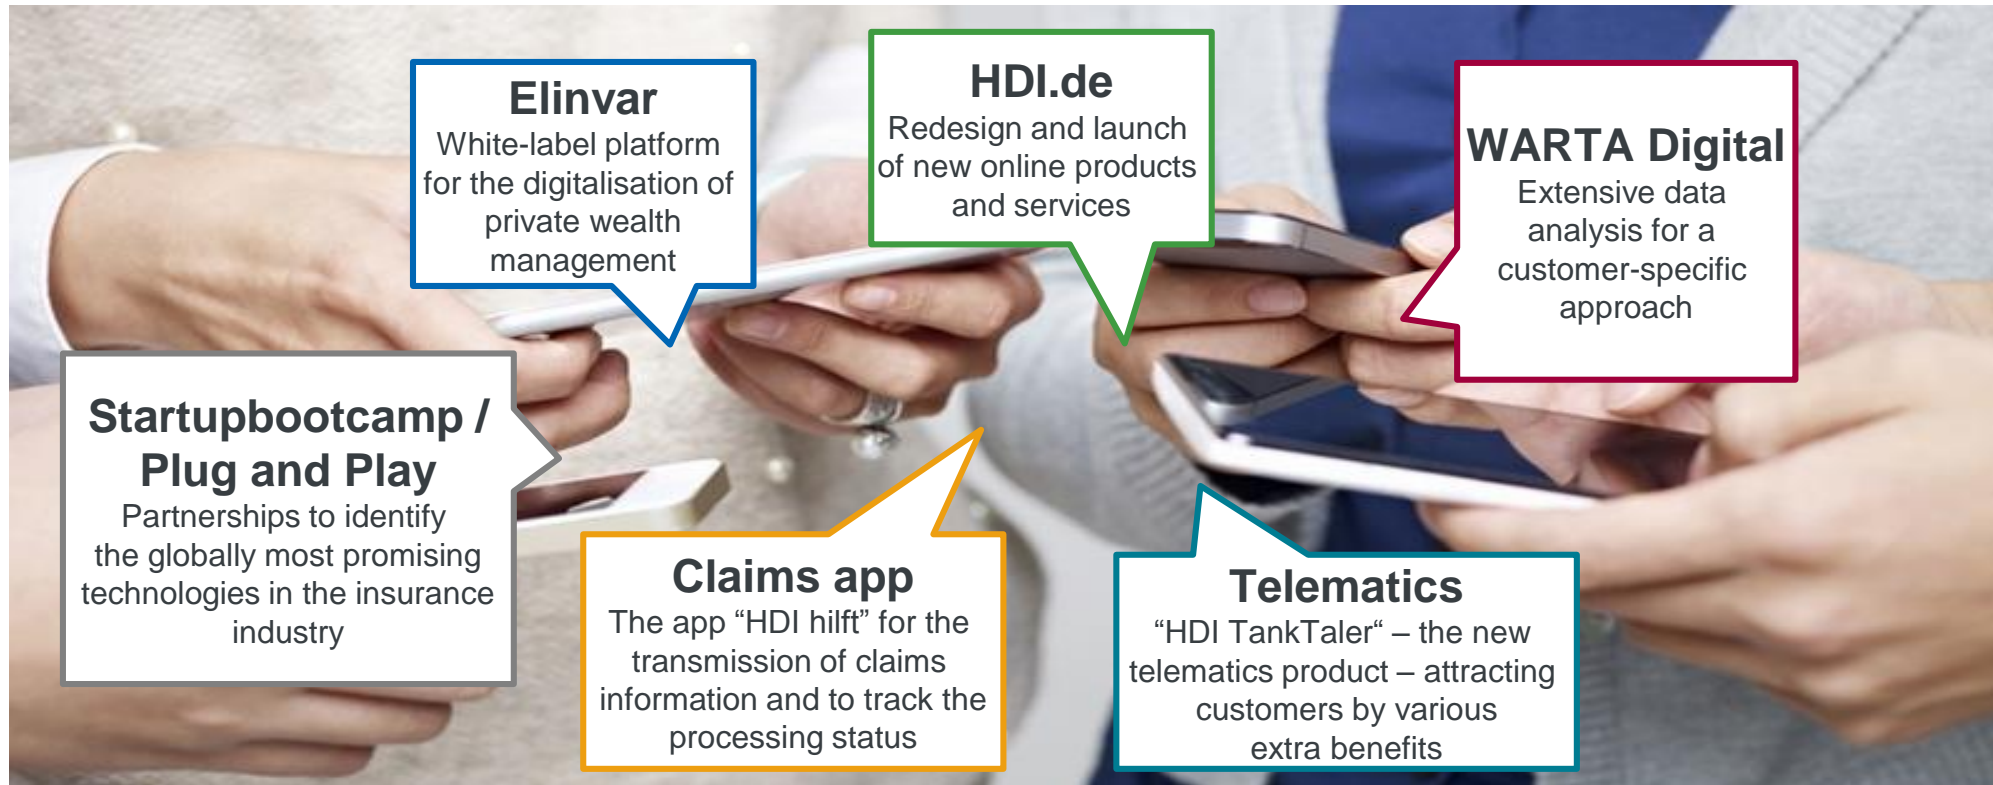 Elinvar
White-label platform
for the digitalisation of
private wealth
management
HDI.de
Redesign and launch
of new online products
and services
WARTA Digital
Extensive data
analysis for a
customer-specific
approach
Startupbootcamp /
Plug and Play
Partnerships to identify
the globally most promising
technologies in the insurance
industry
Claims app
The app “HDI hilft” for the
transmission of claims
information and to track the
processing status
Telematics
“HDI TankTaler“ – the new
telematics product – attracting
customers by various
extra benefits